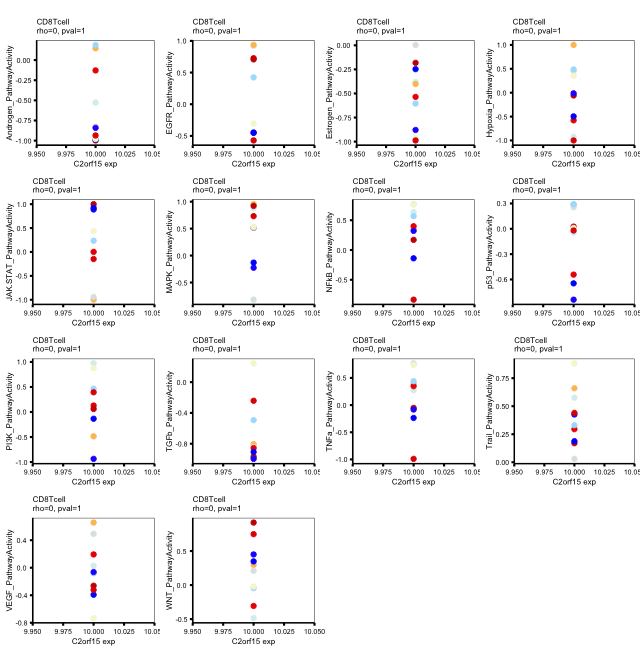 CD8Tcell
rho=0, pval=1
Androgen_PathwayActivity
0.00
-0.25
-0.50
-0.75
-1.00
9.950 9.975 10.000 10.025 10.05
C2orf15 exp
CD8Tcell
rho=0, pval=1
EGFR_PathwayActivity
1.0
0.5
0.0
-0.5
9.950 9.975 10.000 10.025 10.05
C2orf15 exp
CD8Tcell
rho=0, pval=1
Estrogen_PathwayActivity
0.00
-0.25
-0.50
-0.75
-1.00
9.950 9.975 10.000 10.025 10.05
C2orf15 exp
CD8Tcell
rho=0, pval=1
Hypoxia_PathwayActivity
1.0
0.5
0.0
-0.5
-1.0
9.950 9.975 10.000 10.025 10.050
C2orf15 exp
CD8Tcell
rho=0, pval=1
JAK.STAT_PathwayActivity
1.0
0.5
0.0
-0.5
-1.0
9.950 9.975 10.000 10.025 10.05
C2orf15 exp
CD8Tcell
rho=0, pval=1
MAPK_PathwayActivity
1.0
0.5
0.0
-0.5
9.950 9.975 10.000 10.025 10.05
C2orf15 exp
CD8Tcell
rho=0, pval=1
NFkB_PathwayActivity
0.5
0.0
-0.5
9.950 9.975 10.000 10.025 10.05
C2orf15 exp
CD8Tcell
rho=0, pval=1
p53_PathwayActivity
0.3
0.0
-0.3
-0.6
9.950 9.975 10.000 10.025 10.050
C2orf15 exp
CD8Tcell
rho=0, pval=1
PI3K_PathwayActivity
1.0
0.5
0.0
-0.5
-1.0
9.950 9.975 10.000 10.025 10.05
C2orf15 exp
CD8Tcell
rho=0, pval=1
TGFb_PathwayActivity
0.0
-0.4
-0.8
9.950 9.975 10.000 10.025 10.05
C2orf15 exp
CD8Tcell
rho=0, pval=1
TNFa_PathwayActivity
0.5
0.0
-0.5
-1.0
9.950 9.975 10.000 10.025 10.05
C2orf15 exp
CD8Tcell
rho=0, pval=1
Trail_PathwayActivity
0.75
0.50
0.25
0.00
9.950 9.975 10.000 10.025 10.050
C2orf15 exp
CD8Tcell
rho=0, pval=1
VEGF_PathwayActivity
0.4
0.0
-0.4
-0.8
9.950 9.975 10.000 10.025 10.05
C2orf15 exp
CD8Tcell
rho=0, pval=1
WNT_PathwayActivity
0.5
0.0
-0.5
9.950 9.975 10.000 10.025 10.050
C2orf15 exp